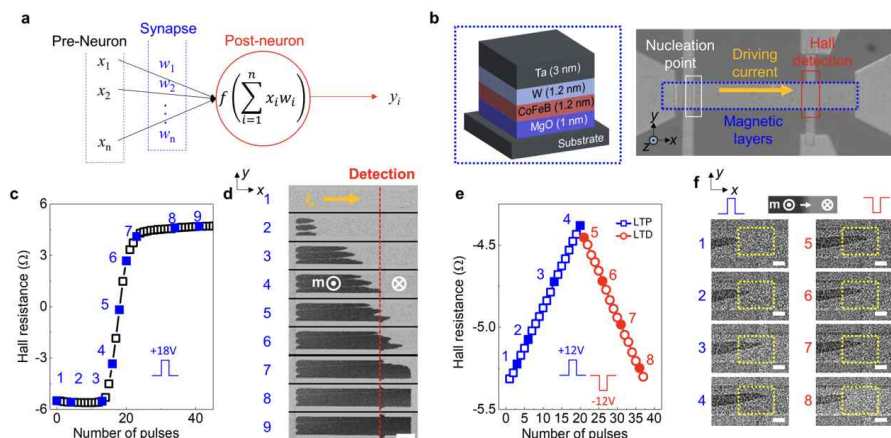 a
Pre-Neuron
Synapse
Post-neuron
x1
x2
xn
w1
w2
wn
f(∑ i=1 n xiwi)
yi
b
Ta (3 nm)
W (1.2 nm)
CoFeB (1.2 nm)
MgO (1 nm)
Substrate
Nucleation point
Driving current
Hall detection
Magnetic layers
y
z x
c
Hall resistance (Ω)
6
3
0
-3
-6
0 20 40
Number of pulses
1 2 3
4
5
6
7
8 9
+18V
d
y
x
Detection
1
2
3
4
5
6
7
8
9
m
e
Hall resistance (Ω)
-4.5
-5.0
-5.5
0 10 20 30 40
Number of pulses
LTP
LTD
1
2
3
4
5
6
7
8
+12V
-12V
f
y
x
m
1
2
3
4
5
6
7
8